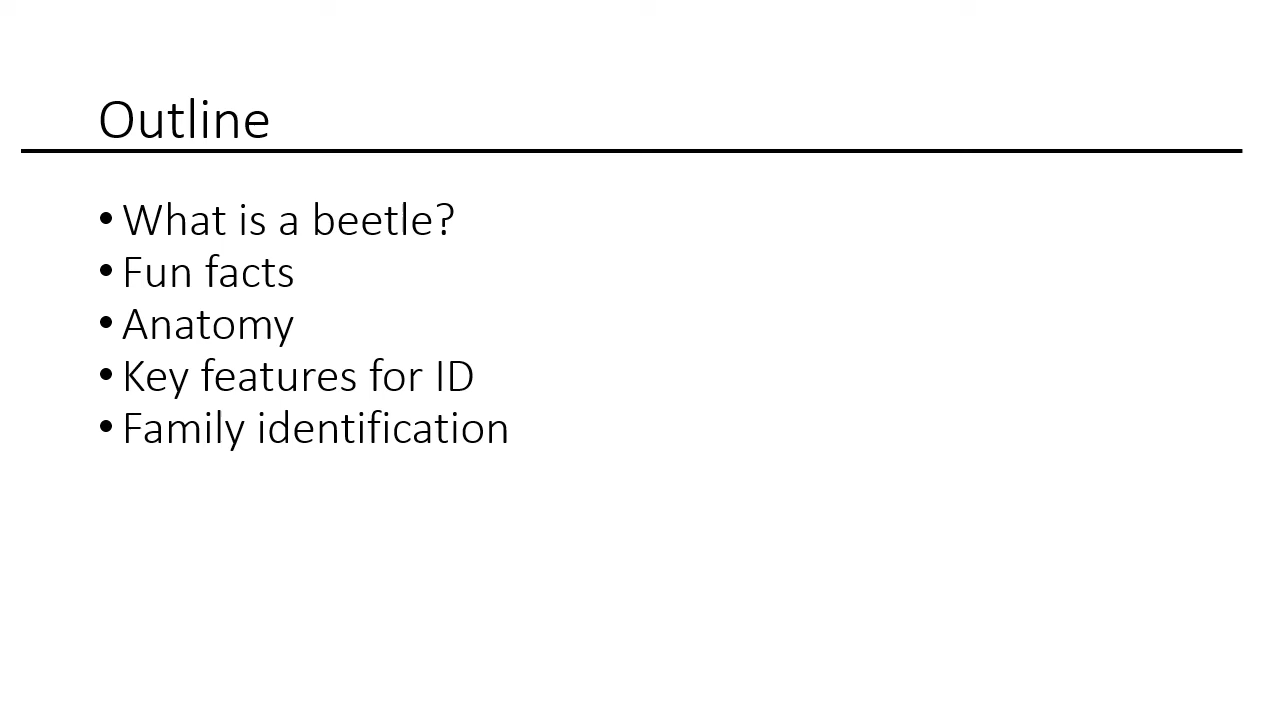 Outline
• What is a beetle?
• Fun facts
• Anatomy
• Key features for ID
• Family identification